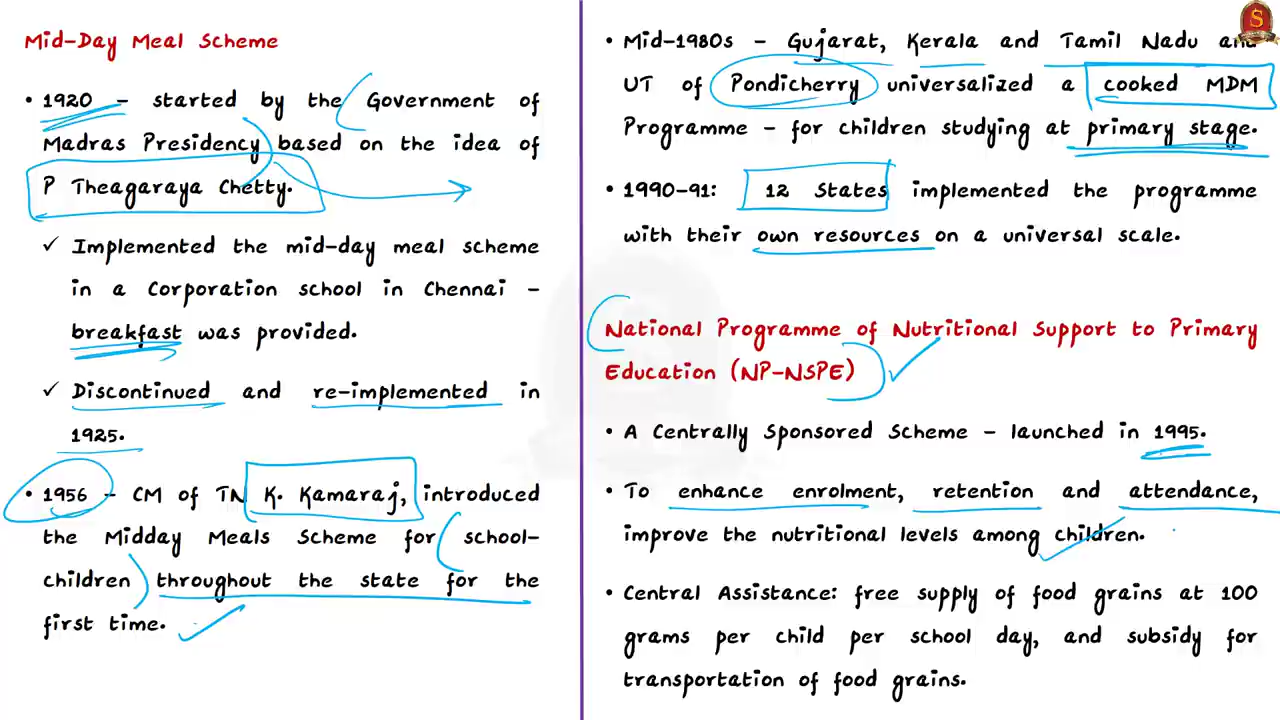 Mid-Day Meal Scheme
• 1920 - started by the Government of
Madras Presidency based on the idea of
P Theagaraya Chetty.
✓ Implemented the mid-day meal scheme
in a Corporation school in Chennai -
breakfast was provided.
✓ Discontinued and re-implemented in
1925.
• 1956 - CM of TN K. Kamaraj, introduced
the Midday Meals Scheme for school-
children throughout the state for the
first time.
• Mid-1980s - Gujarat, Kerala and Tamil Nadu and
UT of Pondicherry universalized a cooked MDM
Programme - for children studying at primary stage.
• 1990-91: 12 States implemented the programme
with their own resources on a universal scale.
National Programme of Nutritional Support to Primary
Education (NP-NSPE)
• A Centrally Sponsored Scheme - launched in 1995.
• To enhance enrolment, retention and attendance,
improve the nutritional levels among children.
• Central Assistance: free supply of food grains at 100
grams per child per school day, and subsidy for
transportation of food grains.